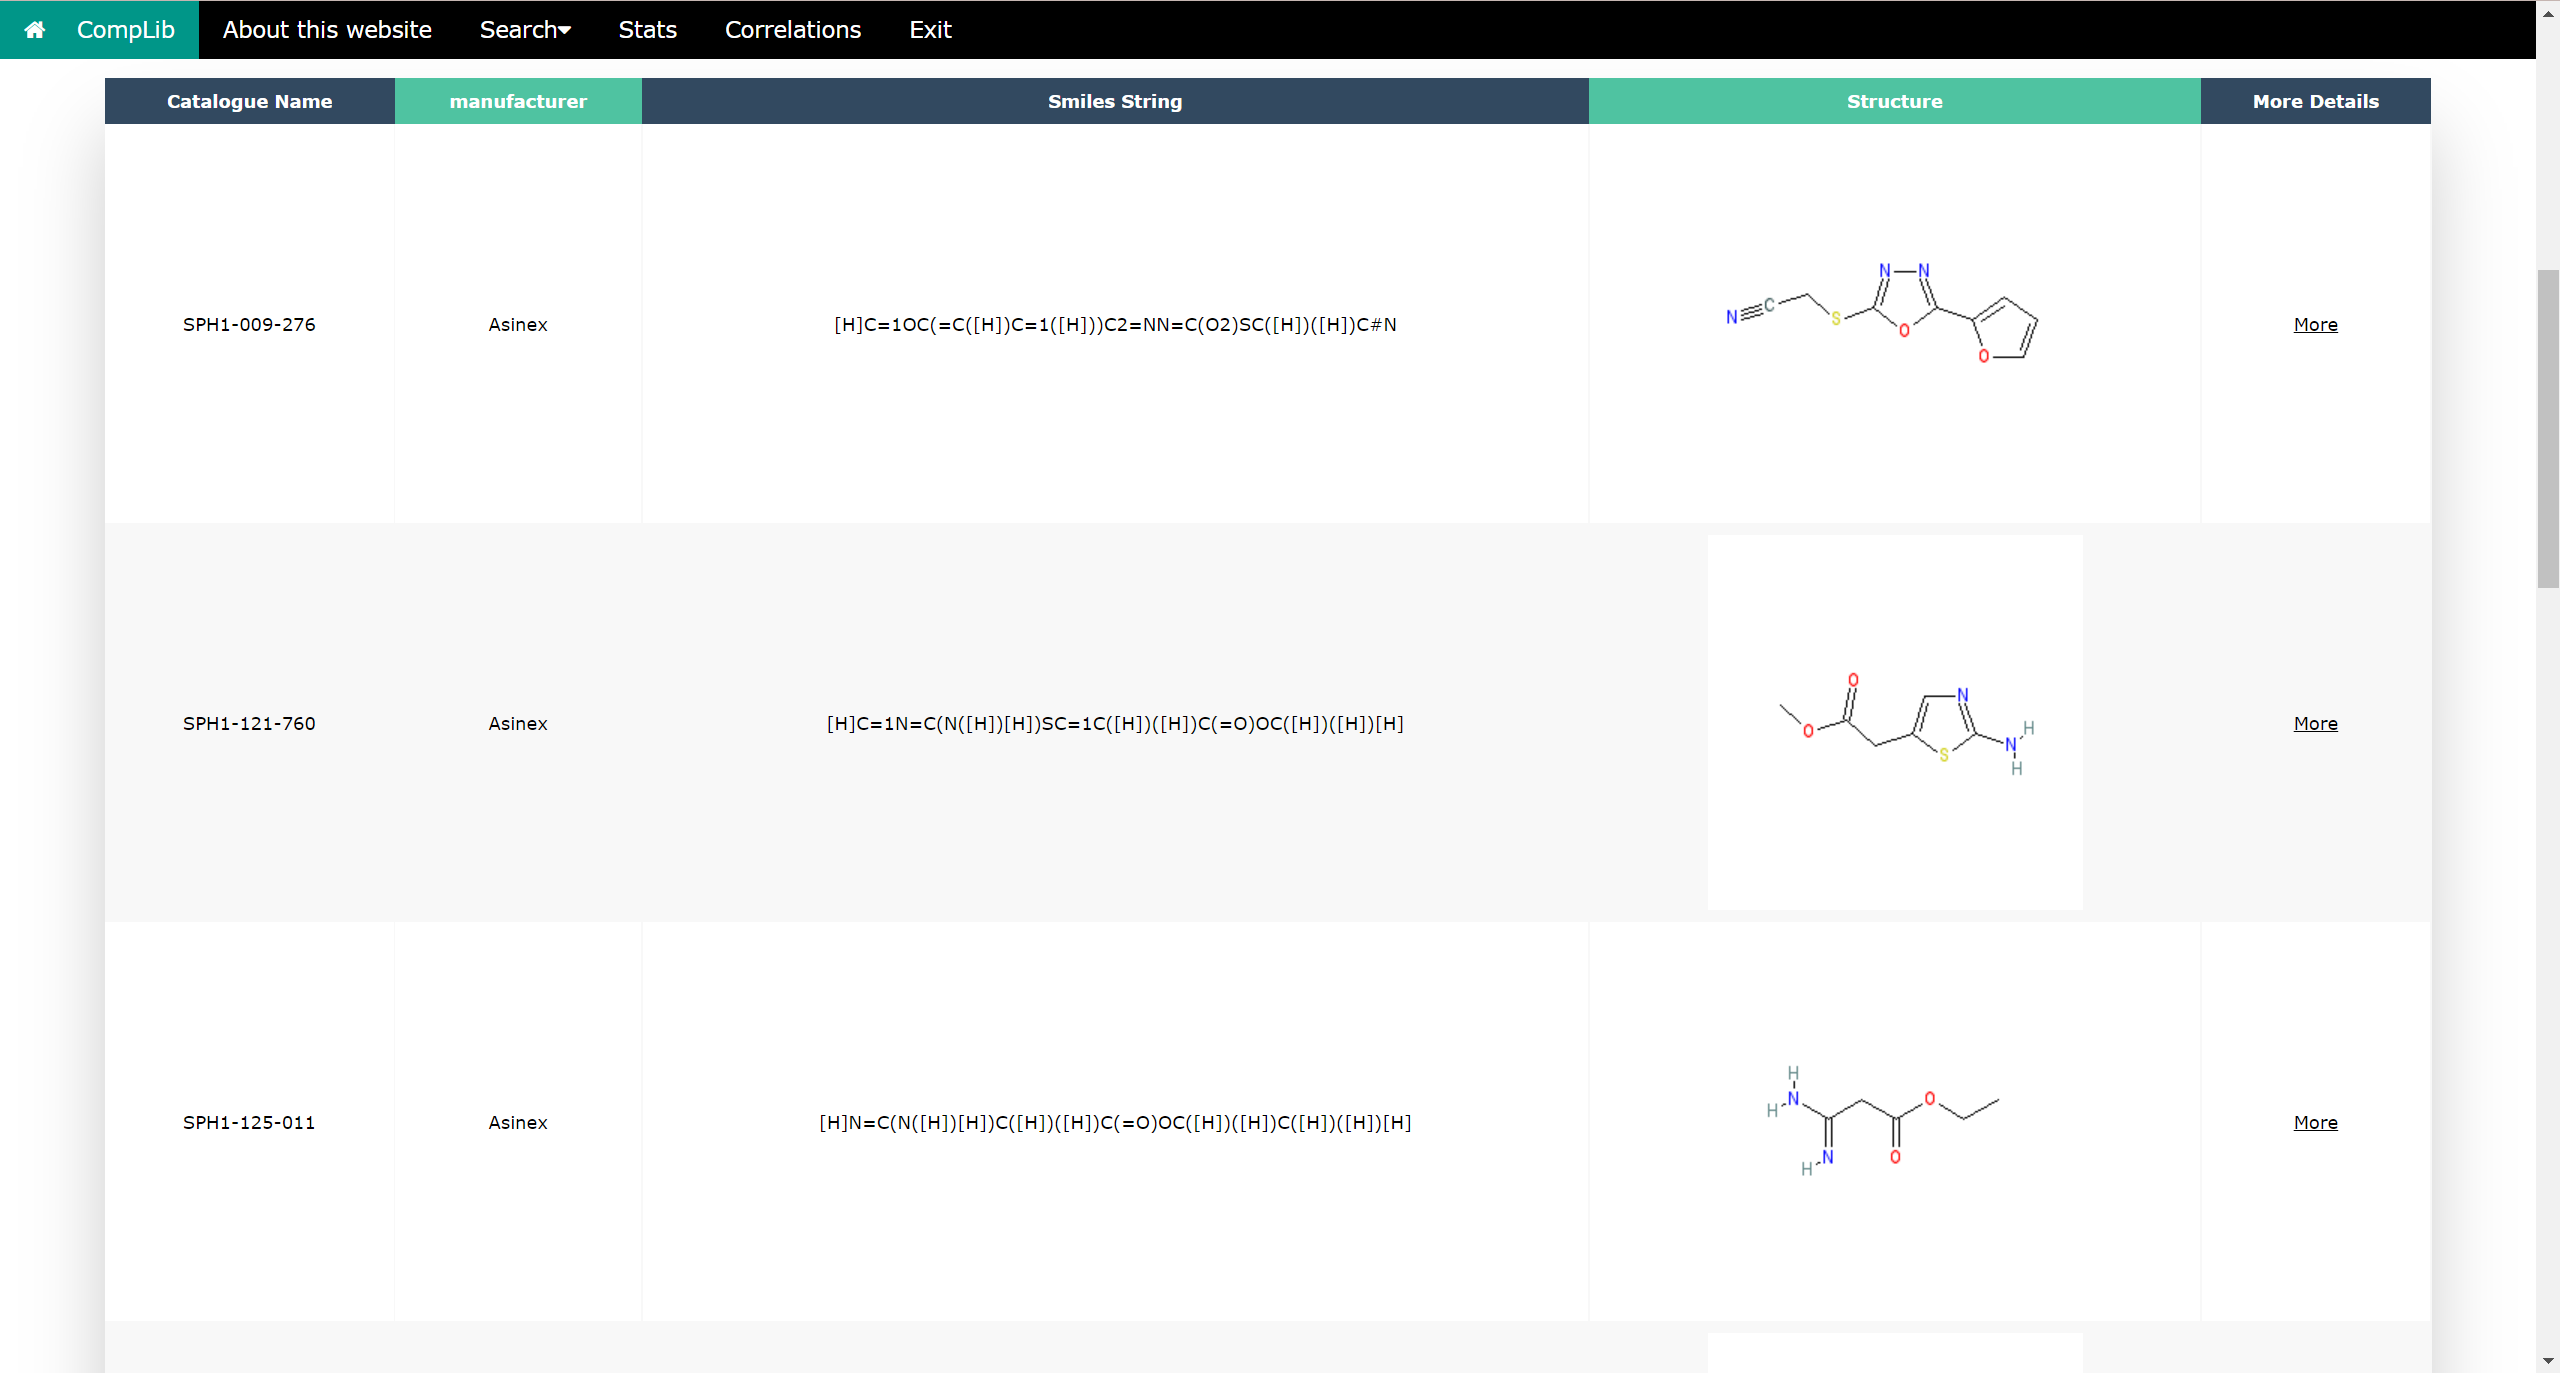 CompLib About this website Search Stats Correlations Exit
Catalogue Name manufacturer Smiles String Structure More Details
SPH1-009-276 Asinex [H]C=1OC(=C([H])C=1([H]))C2=NN=C(O2)SC([H])([H])C#N More
N N
N C S O
O
SPH1-121-760 Asinex [H]C=1N=C(N([H])[H])SC=1C([H])([H])C(=O)OC([H])([H])[H] More
O N
O S N H
H
SPH1-125-011 Asinex [H]N=C(N([H])[H])C([H])([H])C(=O)OC([H])([H])C([H])([H])[H] More
H
H N O
H N O